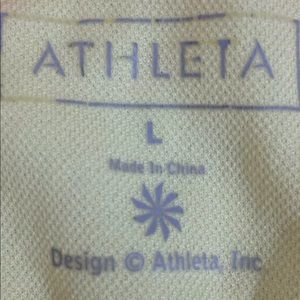 ATHLETA
L
Made In China
Design © Athleta, Inc